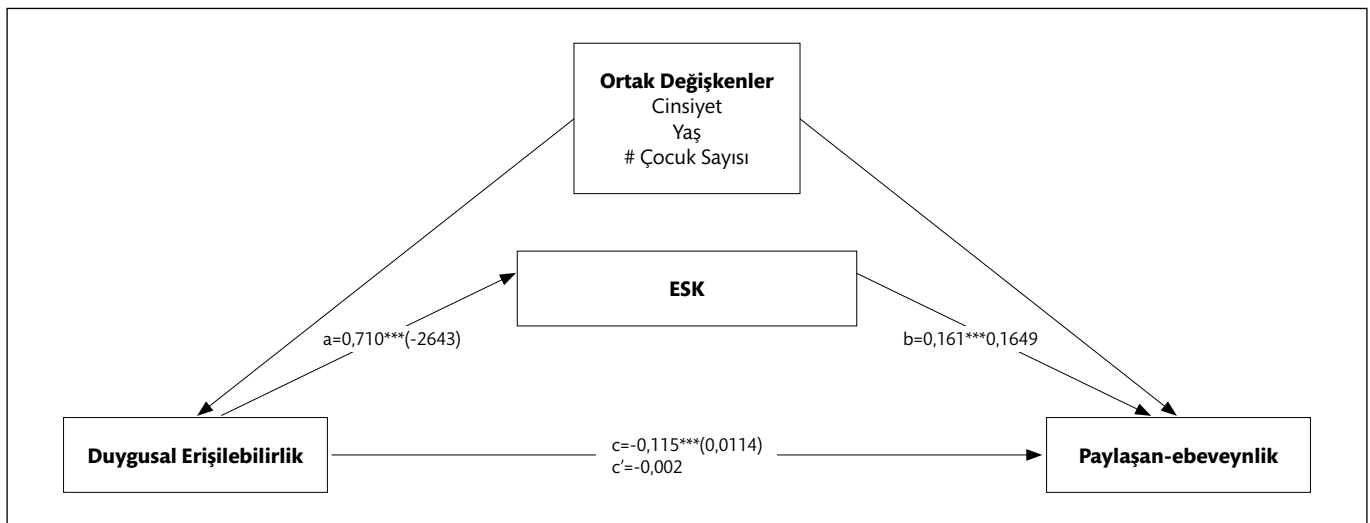 Ortak Değişkenler
Cinsiyet
Yaş
# Çocuk Sayısı
ESK
a=0,710***(-2643)
b=0,161***0,1649
Duygusal Erişilebilirlik
c=-0,115***(0,0114)
c’=-0,002
Paylaşan-ebeveynlik